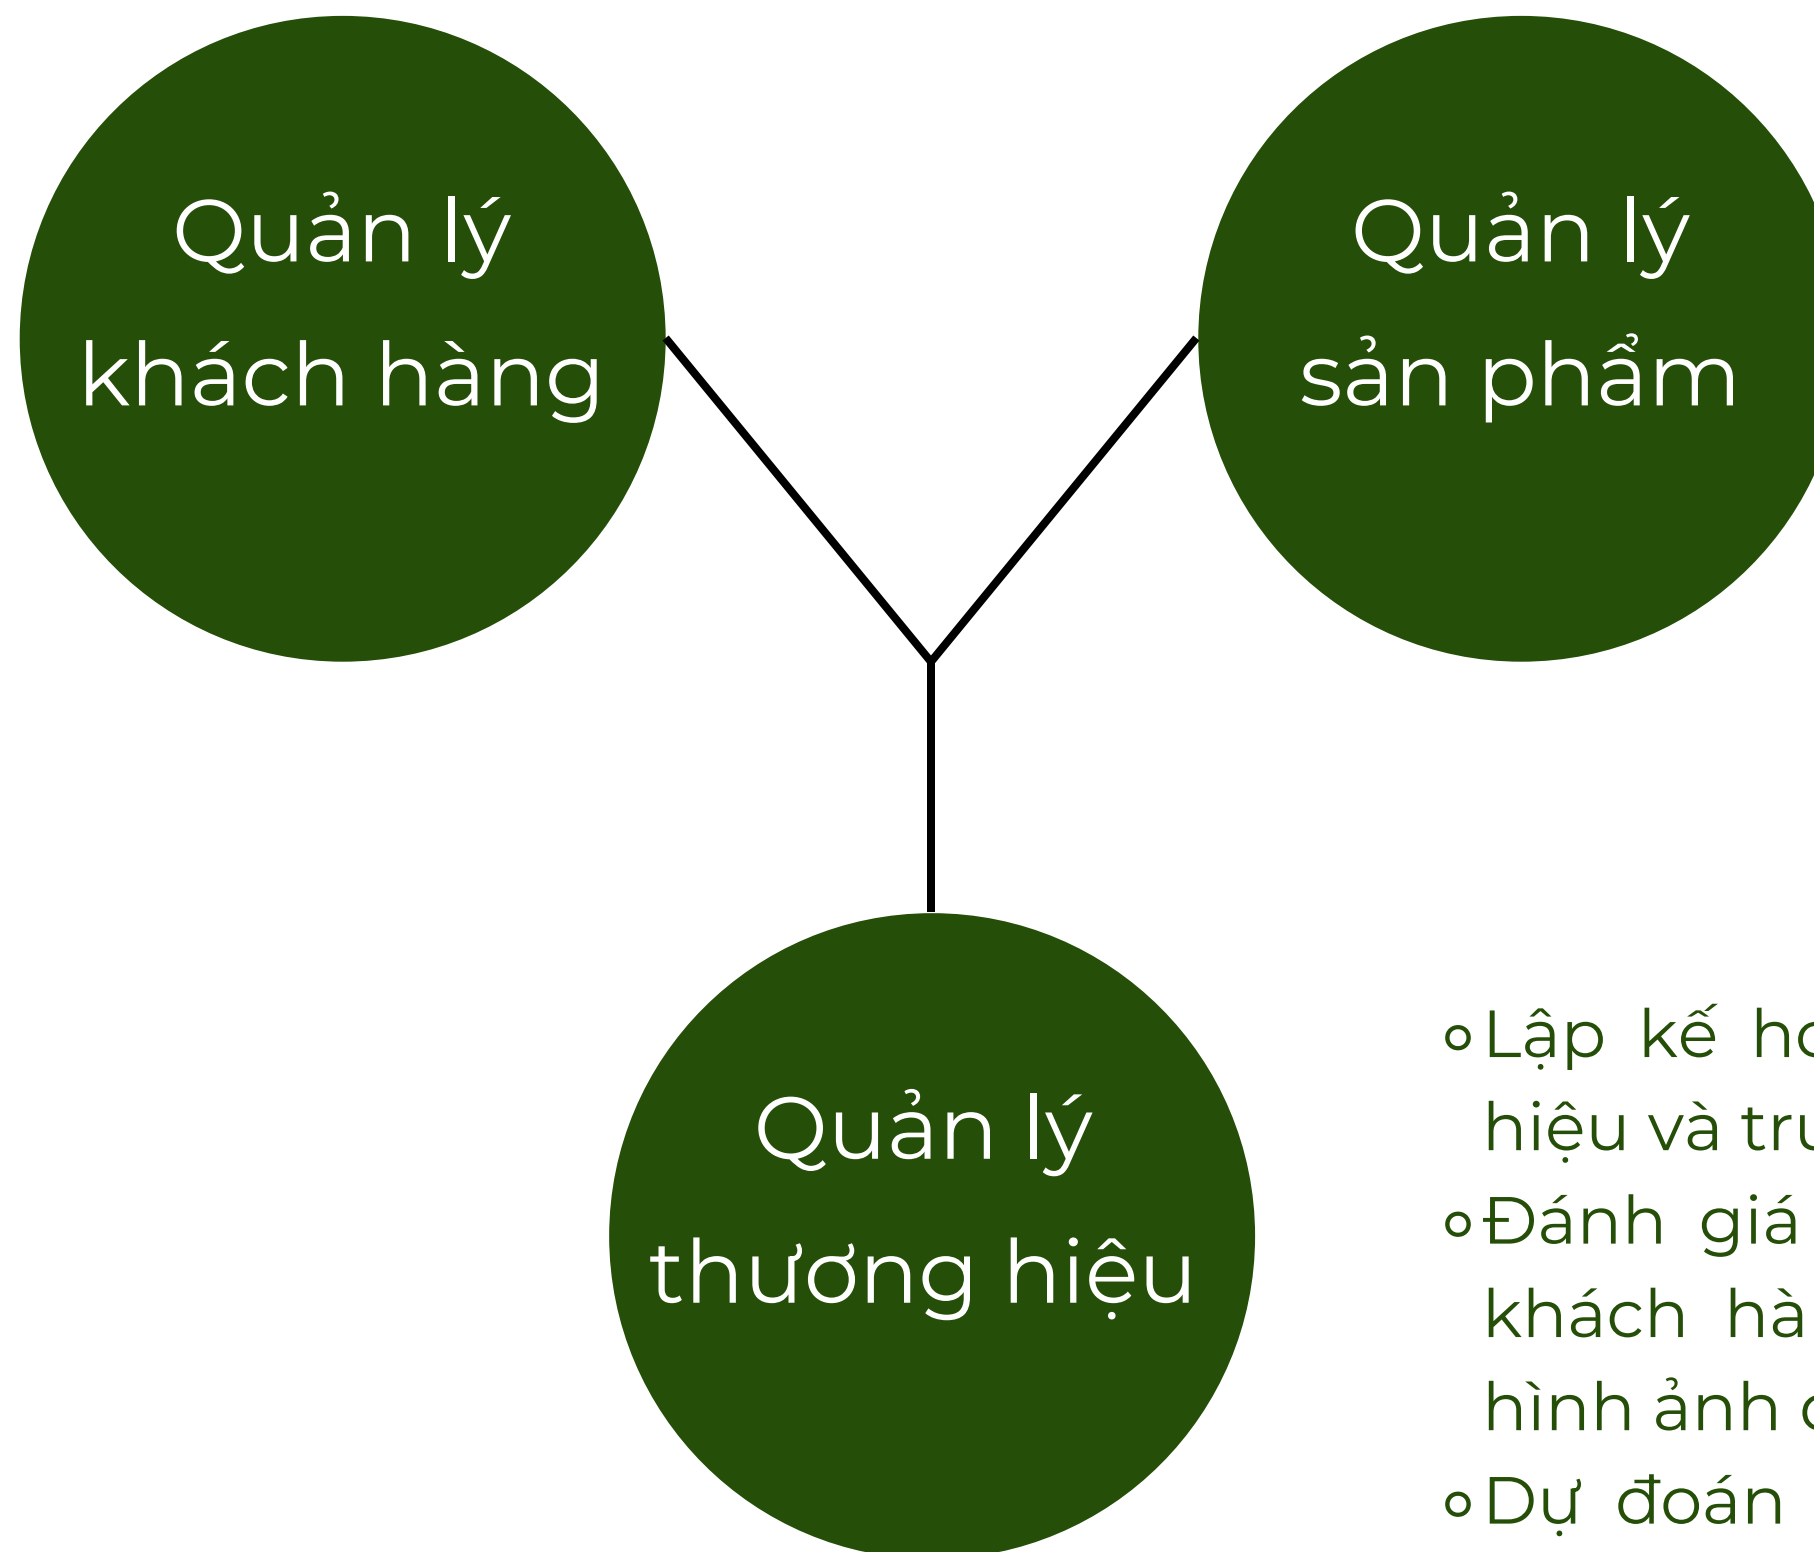 Quản lý
khách hàng
Quản lý
sản phẩm
Quản lý
thương hiệu
Lập kế
hiệu và
Đánh giá
khách
hình ảnh
Dự đoán